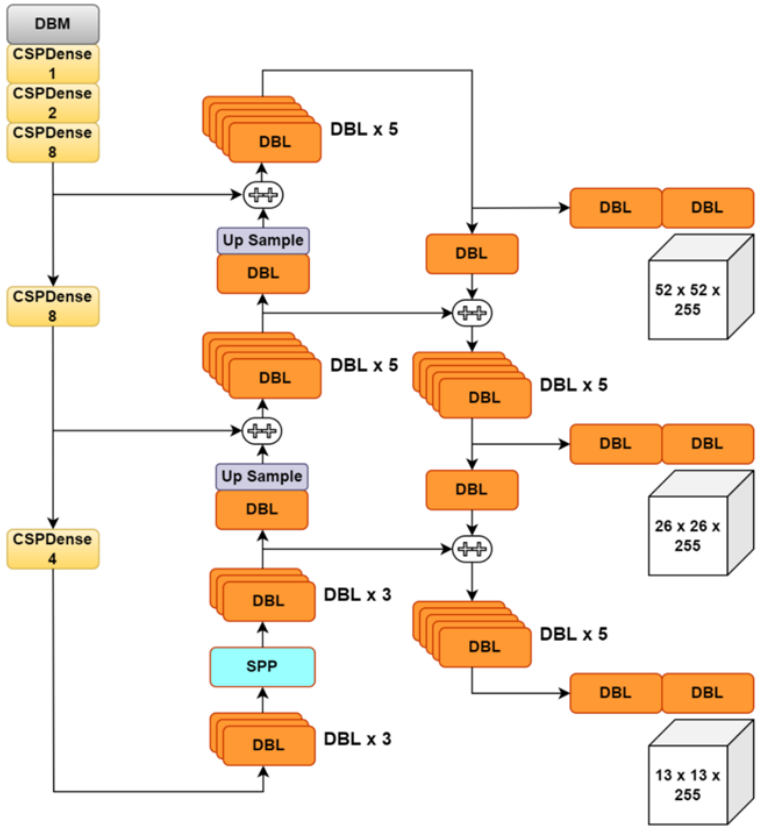 DBM
CSPDense
1
CSPDense
2
CSPDense
8
CSPDense
8
CSPDense
4
DBL
DBL x 5
Up Sample
DBL
DBL
DBL x 5
Up Sample
DBL
DBL
DBL x 3
SPP
DBL
DBL x 3
DBL
DBL
DBL x 5
DBL
DBL
DBL x 5
DBL
DBL
52 x 52 x
255
DBL
DBL
26 x 26 x
255
DBL
DBL
13 x 13 x
255